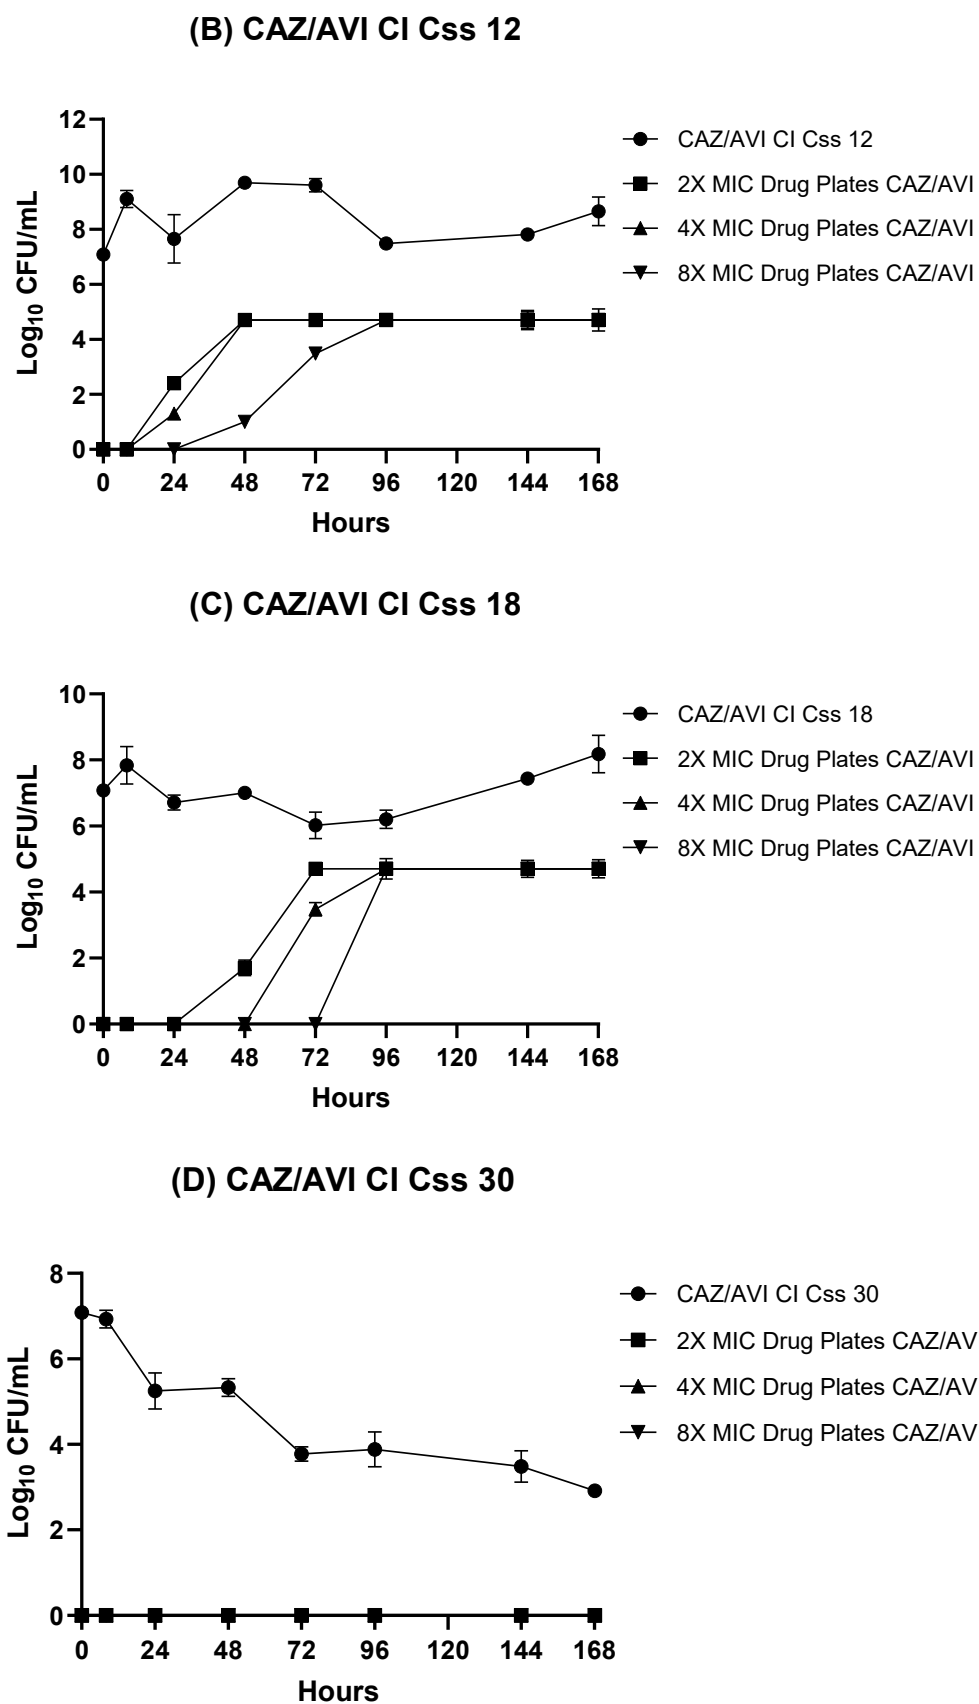 (B) CAZ/AVI CI Css 12
12
10
8
6
4
2
0
Log10 CFU/mL
0 24 48 72 96 120 144 168
Hours
CAZ/AVI CI Css 12
2X MIC Drug Plates CAZ/AVI
4X MIC Drug Plates CAZ/AVI
8X MIC Drug Plates CAZ/AVI
(C) CAZ/AVI CI Css 18
10
8
6
4
2
0
Log10 CFU/mL
0 24 48 72 96 120 144 168
Hours
CAZ/AVI CI Css 18
2X MIC Drug Plates CAZ/AVI
4X MIC Drug Plates CAZ/AVI
8X MIC Drug Plates CAZ/AVI
(D) CAZ/AVI CI Css 30
8
6
4
2
0
Log10 CFU/mL
0 24 48 72 96 120 144 168
Hours
CAZ/AVI CI Css 30
2X MIC Drug Plates CAZ/AV
4X MIC Drug Plates CAZ/AV
8X MIC Drug Plates CAZ/AV